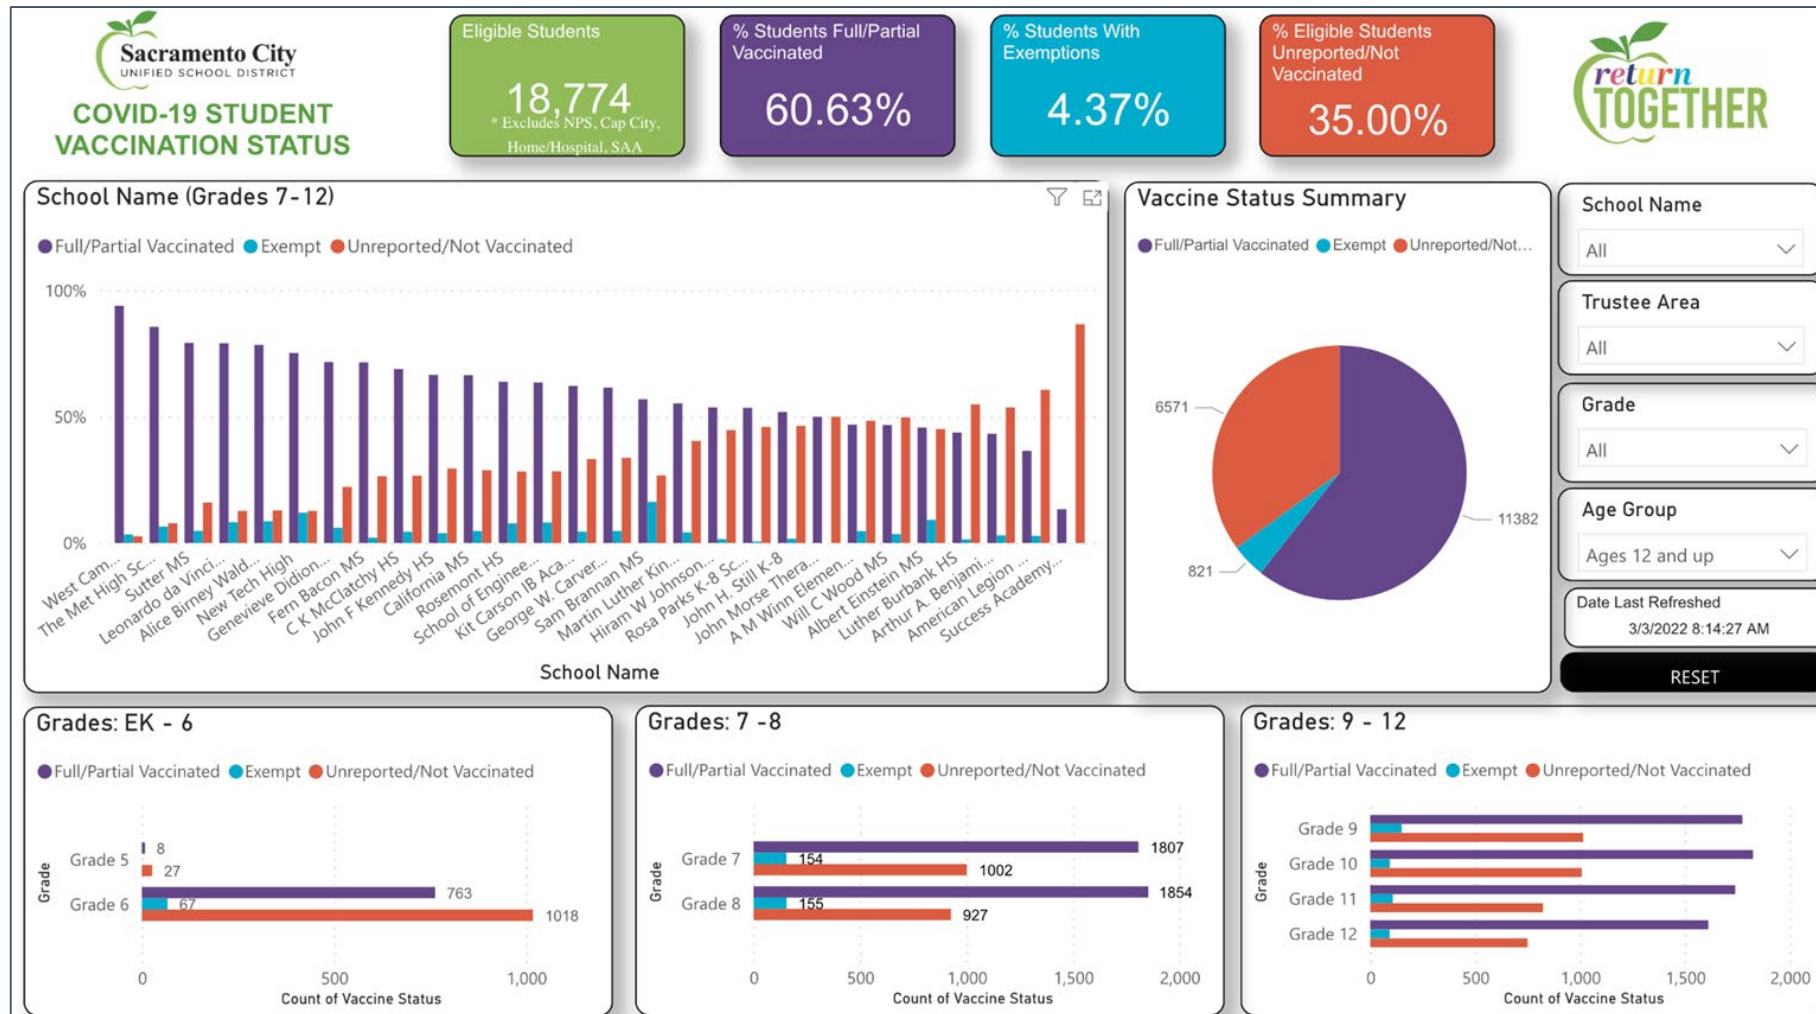 Sacramento City
UNIFIED SCHOOL DISTRICT
COVID-19 STUDENT
VACCINATION STATUS
Eligible Students
18,774
* Excludes NPS, Cap City,
Home/Hospital, SAA
% Students Full/Partial
Vaccinated
60.63%
% Students With
Exemptions
4.37%
% Eligible Students
Unreported/Not
Vaccinated
35.00%
return
TOGETHER
School Name (Grades 7-12)
Full/Partial Vaccinated Exempt Unreported/Not Vaccinated
100%
50%
0%
West Cam...
The Met High Sc...
Sutter MS
Leonardo da Vinci...
Alice Birney Wald...
New Tech High
Genevieve Didion...
Fern Bacon MS
C K McClatchy HS
John F Kennedy HS
California MS
Rosemont HS
School of Enginee...
Kit Carson IB Aca...
George W. Carver...
Sam Brannan MS
Martin Luther Kin...
Hiram W Johnson...
Rosa Parks K-8 Sc...
John H. Still K-8
John Morse Thera...
A M Winn Elemen...
Will C Wood MS
Albert Einstein MS
Luther Burbank HS
Arthur A. Benjami...
American Legion ...
Success Academy...
School Name
Vaccine Status Summary
Full/Partial Vaccinated Exempt Unreported/Not...
6571
821
11382
School Name
All
Trustee Area
All
Grade
All
Age Group
Ages 12 and up
Date Last Refreshed
3/3/2022 8:14:27 AM
RESET
Grades: EK - 6
Full/Partial Vaccinated Exempt Unreported/Not Vaccinated
Grade
Grade 5
8
27
Grade 6
763
67
1018
0 500 1,000
Count of Vaccine Status
Grades: 7 -8
Full/Partial Vaccinated Exempt Unreported/Not Vaccinated
Grade
Grade 7
1807
154
1002
Grade 8
1854
155
927
0 500 1,000 1,500 2,000
Count of Vaccine Status
Grades: 9 - 12
Full/Partial Vaccinated Exempt Unreported/Not Vaccinated
Grade
Grade 9
Grade 10
Grade 11
Grade 12
0 500 1,000 1,500 2,000
Count of Vaccine Status